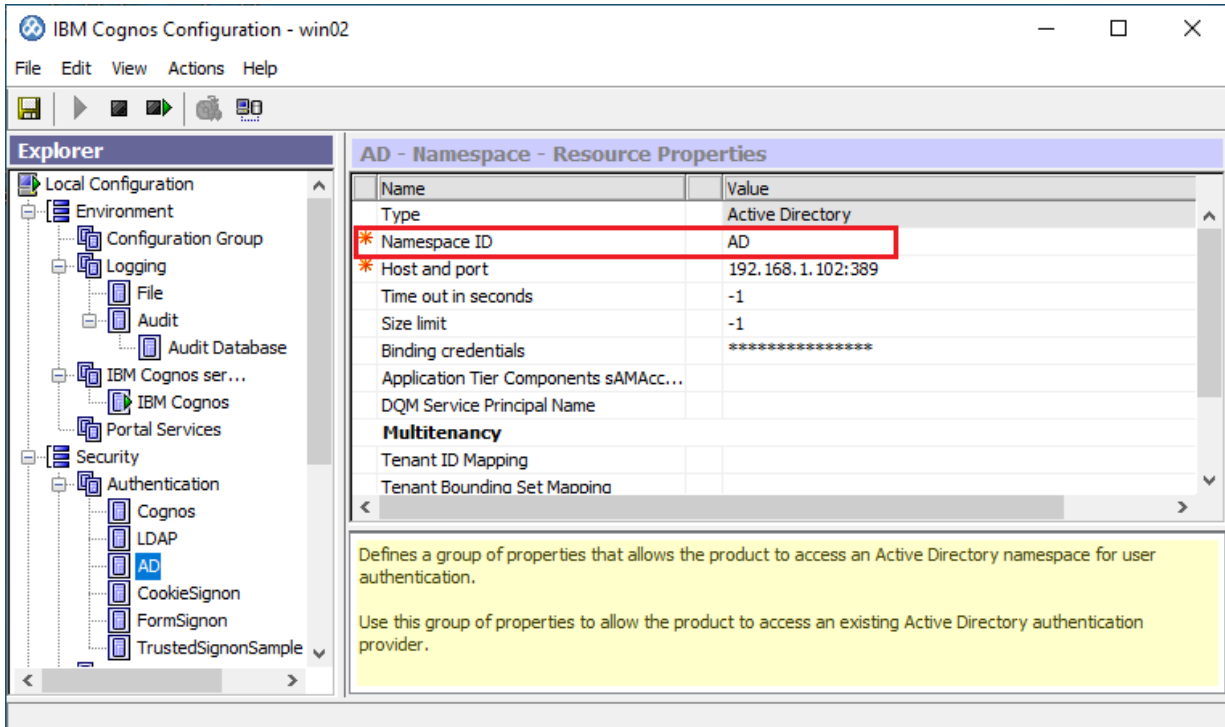 IBM Cognos Configuration - win02
File Edit View Actions Help
Explorer
Local Configuration
Environment
Configuration Group
Logging
File
Audit
Audit Database
IBM Cognos ser...
IBM Cognos
Portal Services
Security
Authentication
Cognos
LDAP
AD
CookieSignon
FormSignon
TrustedSignonSample
AD - Namespace - Resource Properties
Name Value
Type Active Directory
* Namespace ID AD
* Host and port 192.168.1.102:389
Time out in seconds -1
Size limit -1
Binding credentials ***************
Application Tier Components sAMAcc...
DQM Service Principal Name
Multitenancy
Tenant ID Mapping
Tenant Bounding Set Mapping
Defines a group of properties that allows the product to access an Active Directory namespace for user
authentication.
Use this group of properties to allow the product to access an existing Active Directory authentication
provider.